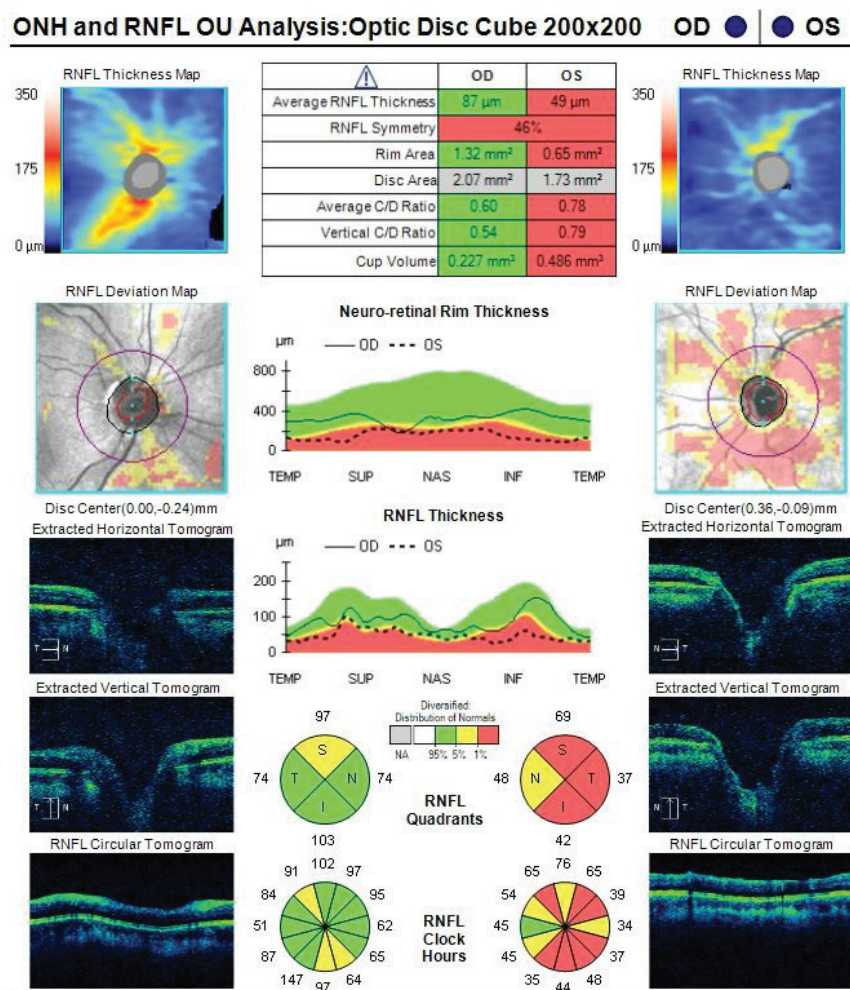 ONH and RNFL OU Analysis:Optic Disc Cube 200x200 OD OS
RNFL Thickness Map
350
175
0 µm
OD OS
Average RNFL Thickness 87 µm 49 µm
RNFL Symmetry 46%
Rim Area 1.32 mm² 0.65 mm²
Disc Area 2.07 mm² 1.73 mm²
Average C/D Ratio 0.60 0.78
Vertical C/D Ratio 0.54 0.79
Cup Volume 0.227 mm³ 0.486 mm³
RNFL Thickness Map
350
175
0 µm
RNFL Deviation Map
Disc Center(0.00,-0.24)mm
Neuro-retinal Rim Thickness
µm OD OS
800
400
0
TEMP SUP NAS INF TEMP
RNFL Deviation Map
Disc Center(0.36,-0.09)mm
Extracted Horizontal Tomogram
T N
RNFL Thickness
µm OD OS
200
100
0
TEMP SUP NAS INF TEMP
Extracted Horizontal Tomogram
T N
Extracted Vertical Tomogram
T N
Diversified:
Distribution of Normals
NA 95% 5% 1%
97
S
74 T N 74
I
103
RNFL
Quadrants
69
S
48 N T 37
I
42
Extracted Vertical Tomogram
T N
RNFL Circular Tomogram
102
91 97
84 95
51 62
87 65
147 64
97
RNFL
Clock
Hours
76
65 65
54 39
45 34
45 37
35 48
44
RNFL Circular Tomogram